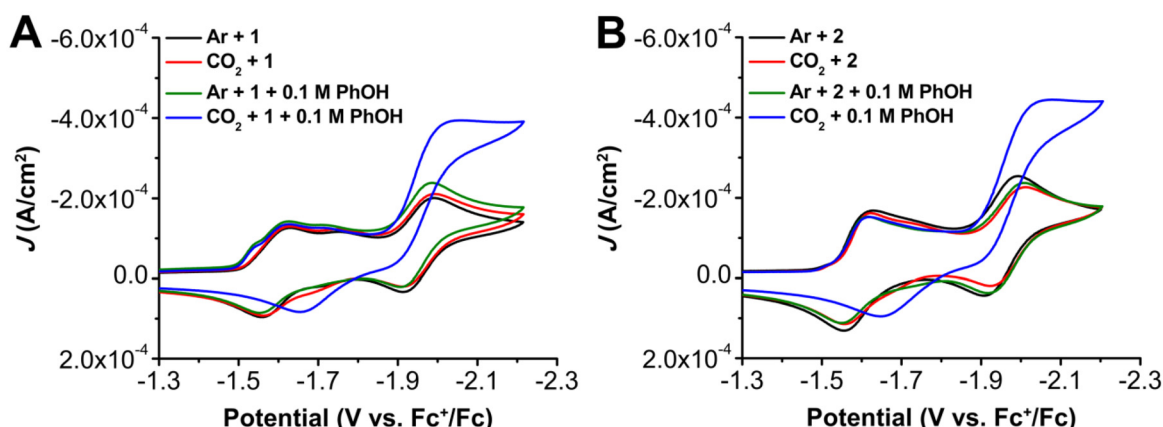 A
Ar + 1
CO₂ + 1
Ar + 1 + 0.1 M PhOH
CO₂ + 1 + 0.1 M PhOH
-6.0x10⁻⁴
-4.0x10⁻⁴
-2.0x10⁻⁴
0.0
2.0x10⁻⁴
J (A/cm²)
-1.3 -1.5 -1.7 -1.9 -2.1 -2.3
Potential (V vs. Fc⁺/Fc)
B
Ar + 2
CO₂ + 2
Ar + 2 + 0.1 M PhOH
CO₂ + 0.1 M PhOH
-6.0x10⁻⁴
-4.0x10⁻⁴
-2.0x10⁻⁴
0.0
2.0x10⁻⁴
J (A/cm²)
-1.3 -1.5 -1.7 -1.9 -2.1 -2.3
Potential (V vs. Fc⁺/Fc)